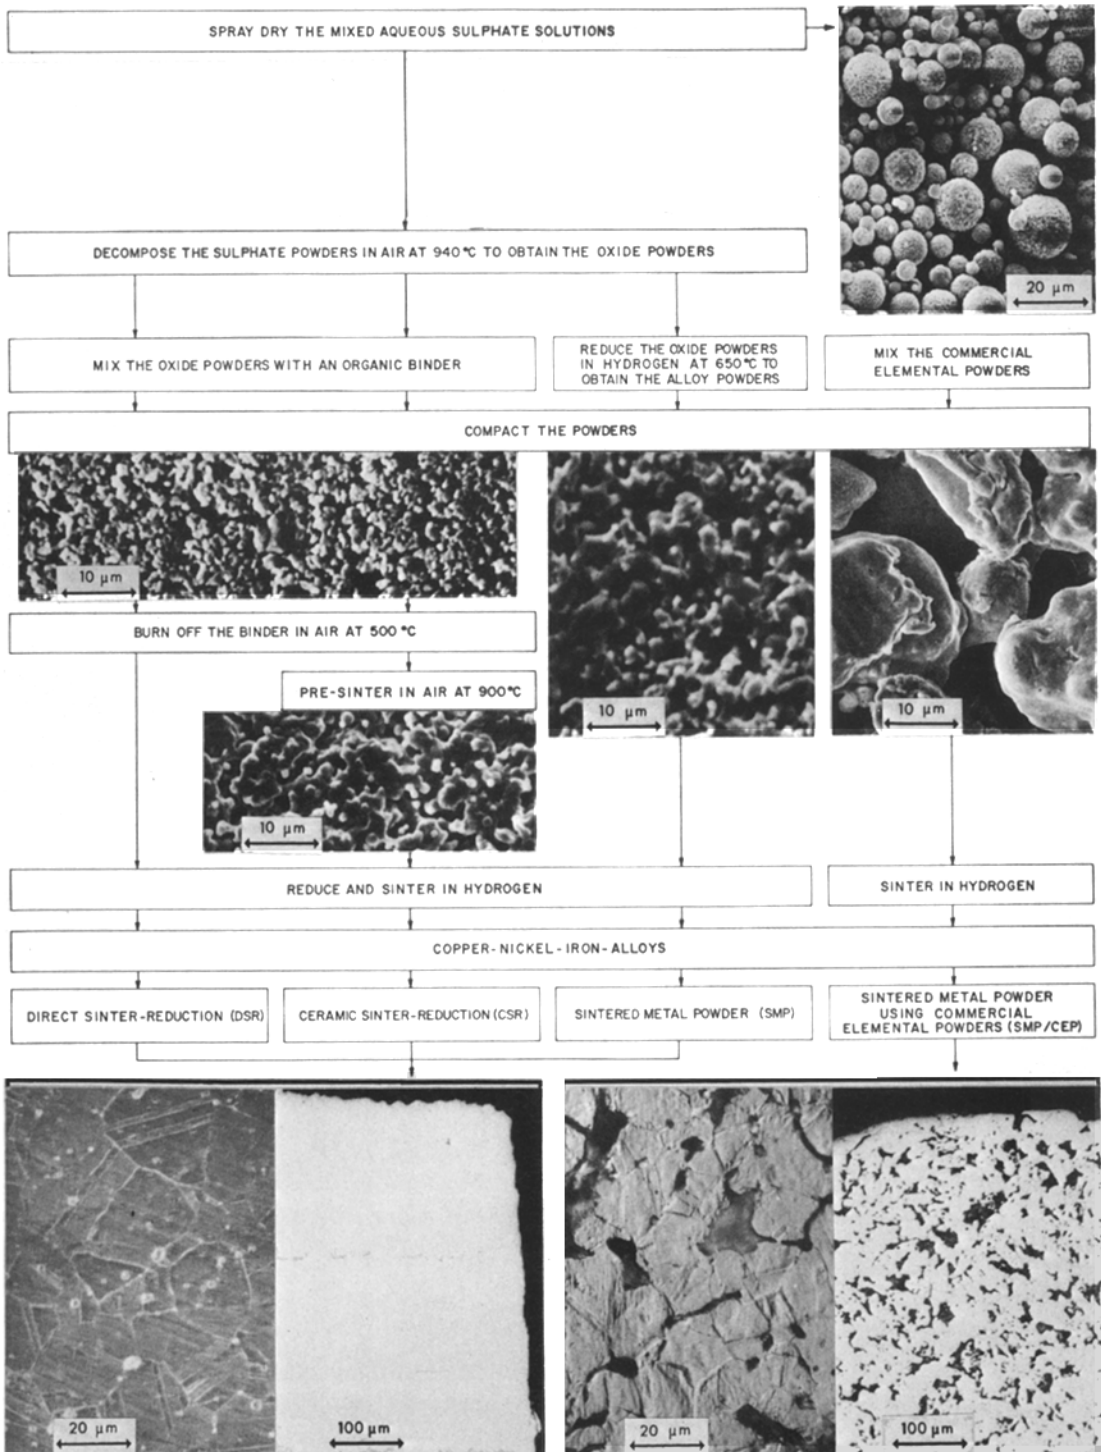 SPRAY DRY THE MIXED AQUEOUS SULPHATE SOLUTIONS
20 μm
DECOMPOSE THE SULPHATE POWDERS IN AIR AT 940°C TO OBTAIN THE OXIDE POWDERS
MIX THE OXIDE POWDERS WITH AN ORGANIC BINDER
REDUCE THE OXIDE POWDERS
IN HYDROGEN AT 650°C TO
OBTAIN THE ALLOY POWDERS
MIX THE COMMERCIAL
ELEMENTAL POWDERS
COMPACT THE POWDERS
10 μm
BURN OFF THE BINDER IN AIR AT 500°C
PRE-SINTER IN AIR AT 900°C
10 μm
10 μm
10 μm
REDUCE AND SINTER IN HYDROGEN
SINTER IN HYDROGEN
COPPER-NICKEL-IRON-ALLOYS
DIRECT SINTER-REDUCTION (DSR)
CERAMIC SINTER-REDUCTION (CSR)
SINTERED METAL POWDER (SMP)
SINTERED METAL POWDER
USING COMMERCIAL
ELEMENTAL POWDERS (SMP/CEP)
20 μm
100 μm
20 μm
100 μm